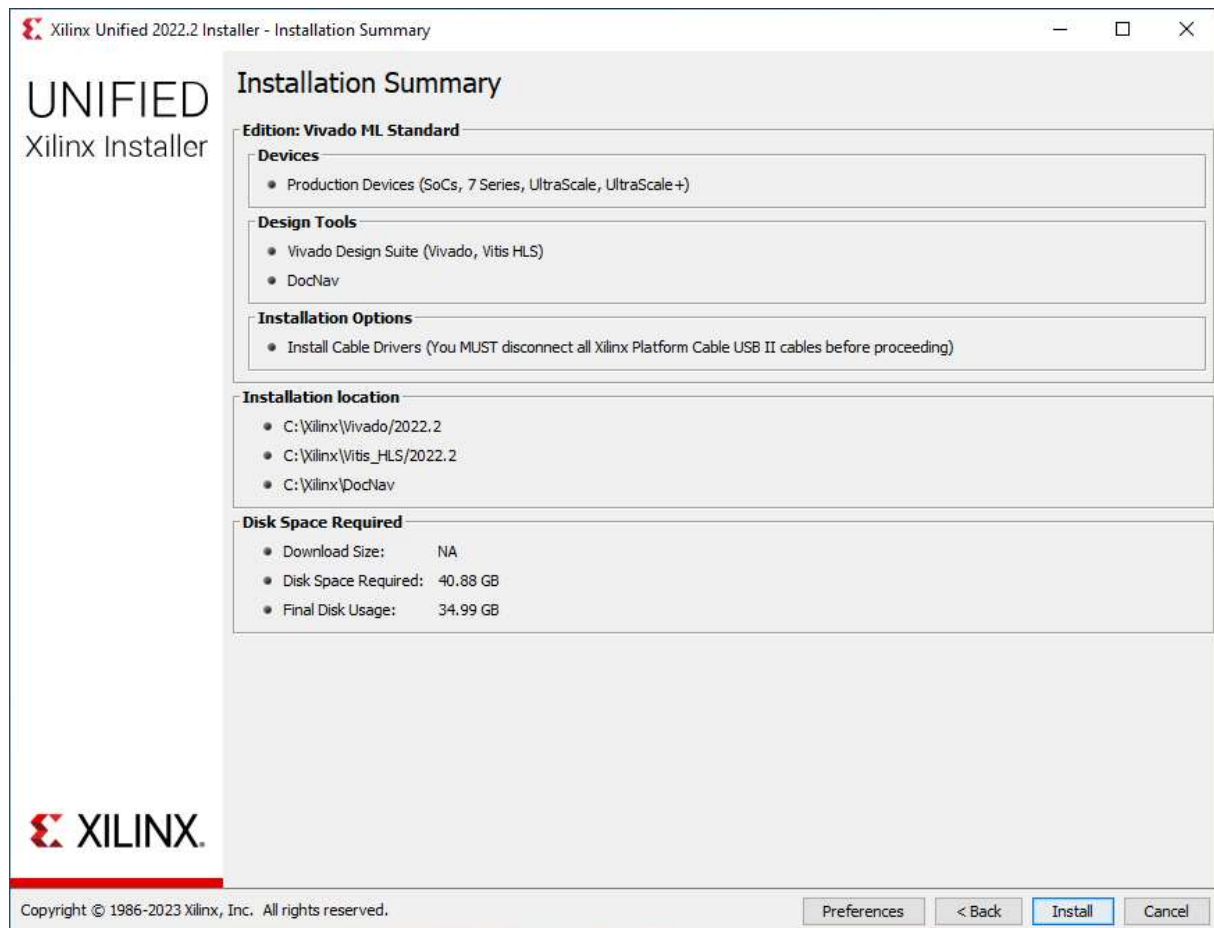 Xilinx Unified 2022.2 Installer - Installation Summary
UNIFIED
Xilinx Installer
Installation Summary
Edition: Vivado ML Standard
Devices
Production Devices (SoCs, 7 Series, UltraScale, UltraScale+)
Design Tools
Vivado Design Suite (Vivado, Vitis HLS)
DocNav
Installation Options
Install Cable Drivers (You MUST disconnect all Xilinx Platform Cable USB II cables before proceeding)
Installation location
C:\Xilinx\Vivado/2022.2
C:\Xilinx\Vitis_HLS/2022.2
C:\Xilinx\DocNav
Disk Space Required
Download Size: NA
Disk Space Required: 40.88 GB
Final Disk Usage: 34.99 GB
XILINX.
Copyright © 1986-2023 Xilinx, Inc. All rights reserved.
Preferences < Back Install Cancel